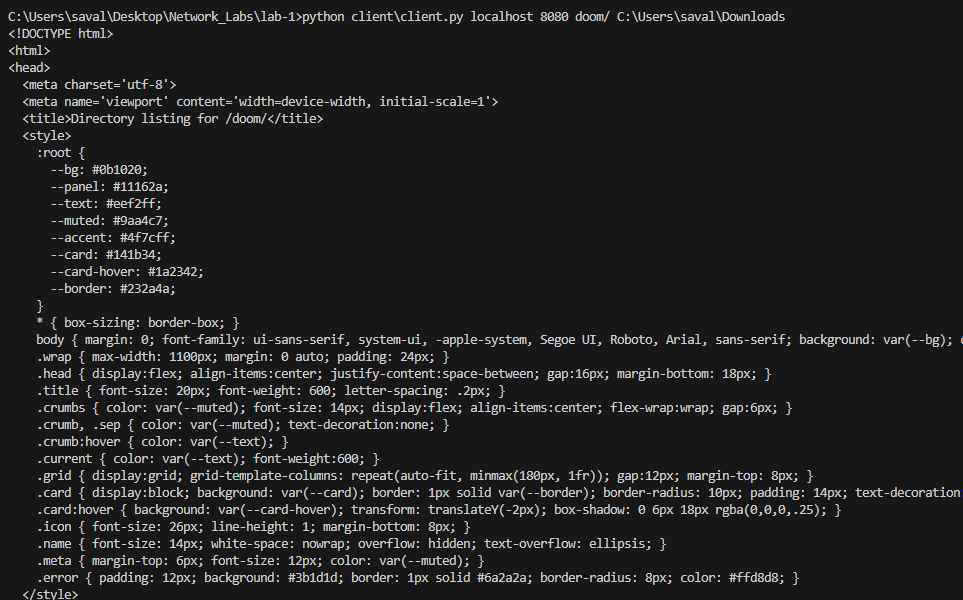 C:\Users\saval\Desktop\Network_Labs\lab-1>python client\client.py localhost 8080 doom/ C:\Users\saval\Downloads
<!DOCTYPE html>
<html>
<head>
  <meta charset='utf-8'>
  <meta name='viewport' content='width=device-width, initial-scale=1'>
  <title>Directory listing for /doom/</title>
  <style>
    :root {
      --bg: #0b1020;
      --panel: #11162a;
      --text: #eef2ff;
      --muted: #9aa4c7;
      --accent: #4f7cff;
      --card: #141b34;
      --card-hover: #1a2342;
      --border: #232a4a;
    }
    * { box-sizing: border-box; }
    body { margin: 0; font-family: ui-sans-serif, system-ui, -apple-system, Segoe UI, Roboto, Arial, sans-serif; background: var(--bg);
    .wrap { max-width: 1100px; margin: 0 auto; padding: 24px; }
    .head { display:flex; align-items:center; justify-content:space-between; gap:16px; margin-bottom: 18px; }
    .title { font-size: 20px; font-weight: 600; letter-spacing: .2px; }
    .crumbs { color: var(--muted); font-size: 14px; display:flex; align-items:center; flex-wrap:wrap; gap:6px; }
    .crumb, .sep { color: var(--muted); text-decoration:none; }
    .crumb:hover { color: var(--text); }
    .current { color: var(--text); font-weight:600; }
    .grid { display:grid; grid-template-columns: repeat(auto-fit, minmax(180px, 1fr)); gap:12px; margin-top: 8px; }
    .card { display:block; background: var(--card); border: 1px solid var(--border); border-radius: 10px; padding: 14px; text-decoration
    .card:hover { background: var(--card-hover); transform: translateY(-2px); box-shadow: 0 6px 18px rgba(0,0,0,.25); }
    .icon { font-size: 26px; line-height: 1; margin-bottom: 8px; }
    .name { font-size: 14px; white-space: nowrap; overflow: hidden; text-overflow: ellipsis; }
    .meta { margin-top: 6px; font-size: 12px; color: var(--muted); }
    .error { padding: 12px; background: #3b1d1d; border: 1px solid #6a2a2a; border-radius: 8px; color: #ffd8d8; }
  </style>